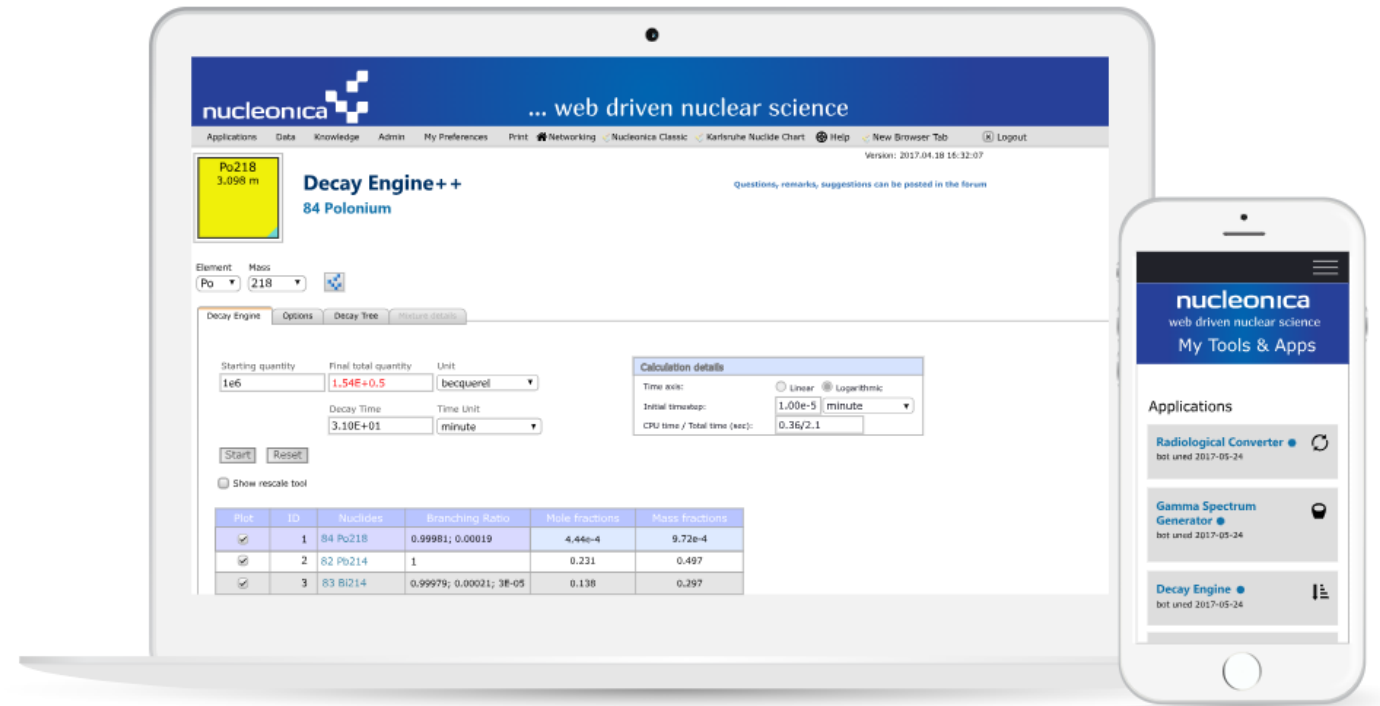 nucleonica
... web driven nuclear science
Applications Data Knowledge Admin My Preferences Print Networking Nucleonica Classic Karlsruhe Nuclide Chart Help New Browser Tab Logout
Version: 2017.04.18 16:32:07
Po218
3.098 m
Decay Engine++
84 Polonium
Questions, remarks, suggestions can be posted in the forum
Element Mass
Po 218
Decay Engine Options Decay Tree Mixture details
Starting quantity Final total quantity Unit
1e6 1.54E+0.5 becquerel
Decay Time Time Unit
3.10E+01 minute
Start Reset
Show rescale tool
Calculation details
Time axis: Linear Logarithmic
Initial timestep: 1.00e-5 minute
CPU time / Total time (sec): 0.36/2.1
Plot ID Nuclides Branching Ratio Mole fractions Mass fractions
1 84 Po218 0.99981; 0.00019 4.44e-4 9.72e-4
2 82 Pb214 1 0.231 0.497
3 83 Bi214 0.99979; 0.00021; 3E-05 0.138 0.297
nucleonica
web driven nuclear science
My Tools & Apps
Applications
Radiological Converter
bot uned 2017-05-24
Gamma Spectrum
Generator
bot uned 2017-05-24
Decay Engine
bot uned 2017-05-24